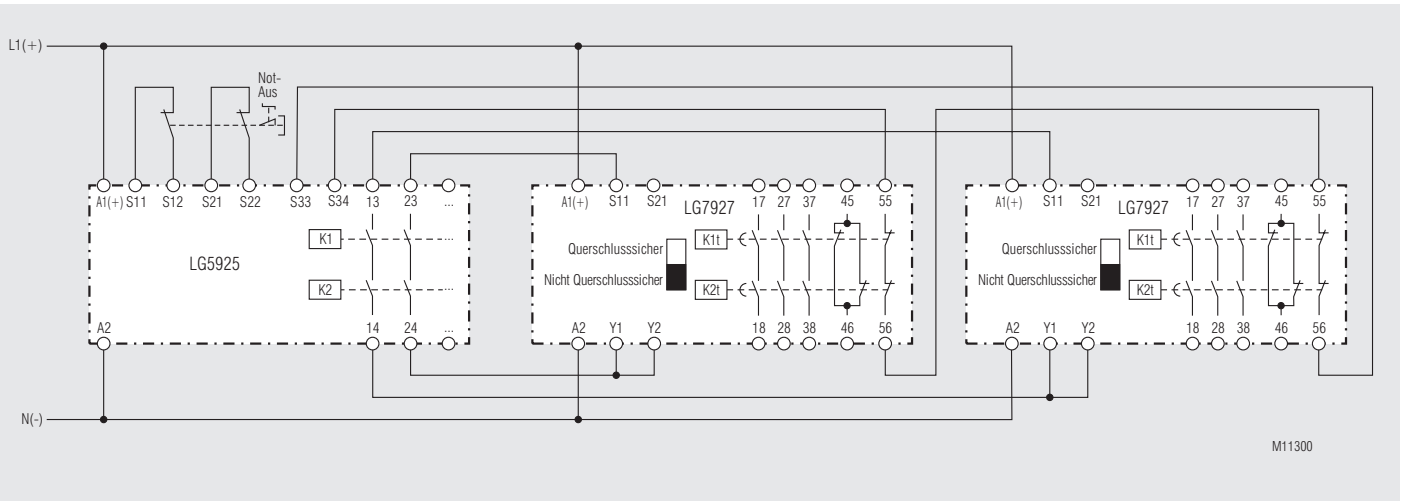 L1(+)
Not-
Aus
A1(+) S11 S12 S21 S22 S33 S34 13 23 ...
K1 ...
LG5925
K2 ...
A2 14 24 ...
A1(+) S11 S21 LG7927 17 27 37 45 55
Querschlusssicher K1t
Nicht Querschlusssicher K2t
A2 Y1 Y2 18 28 38 46 56
A1(+) S11 S21 LG7927 17 27 37 45 55
Querschlusssicher K1t
Nicht Querschlusssicher K2t
A2 Y1 Y2 18 28 38 46 56
N(-)
M11300